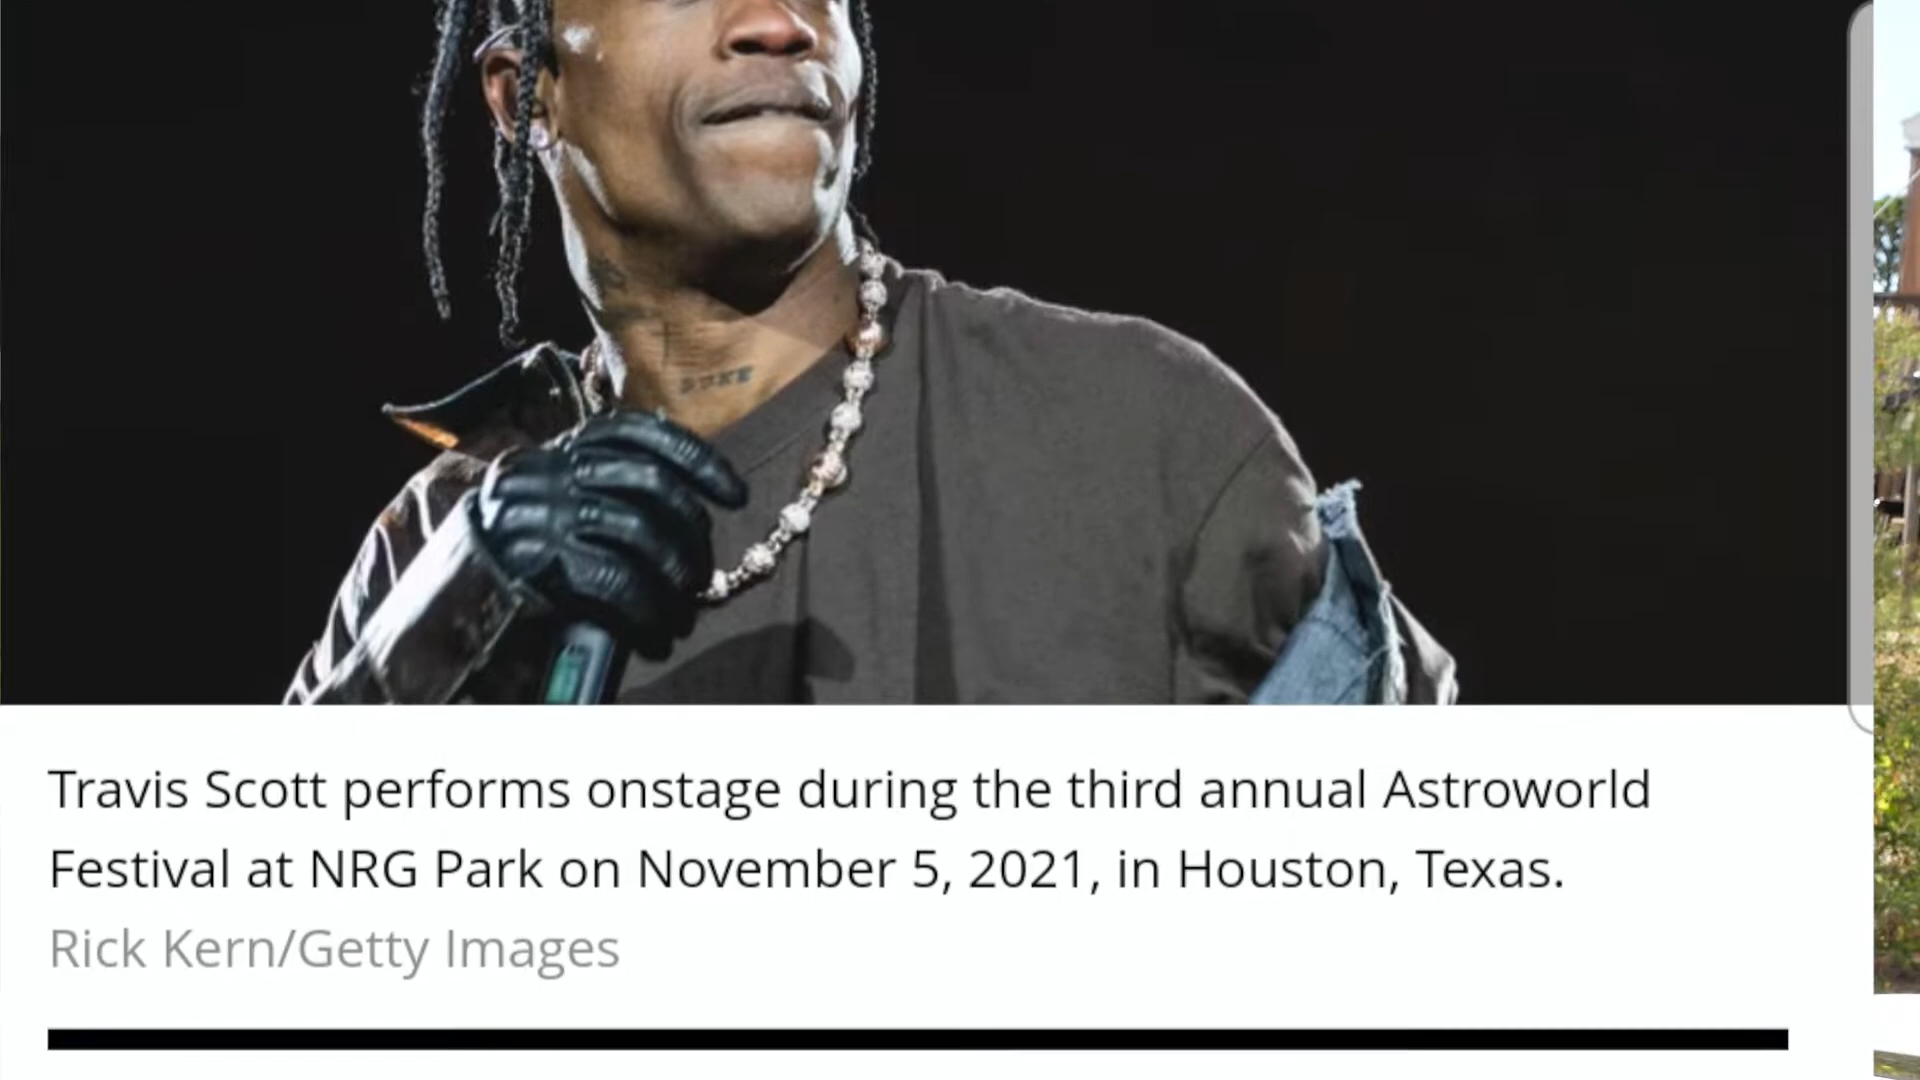 Travis Scott performs onstage during the third annual Astroworld
Festival at NRG Park on November 5, 2021, in Houston, Texas.
Rick Kern/Getty Images